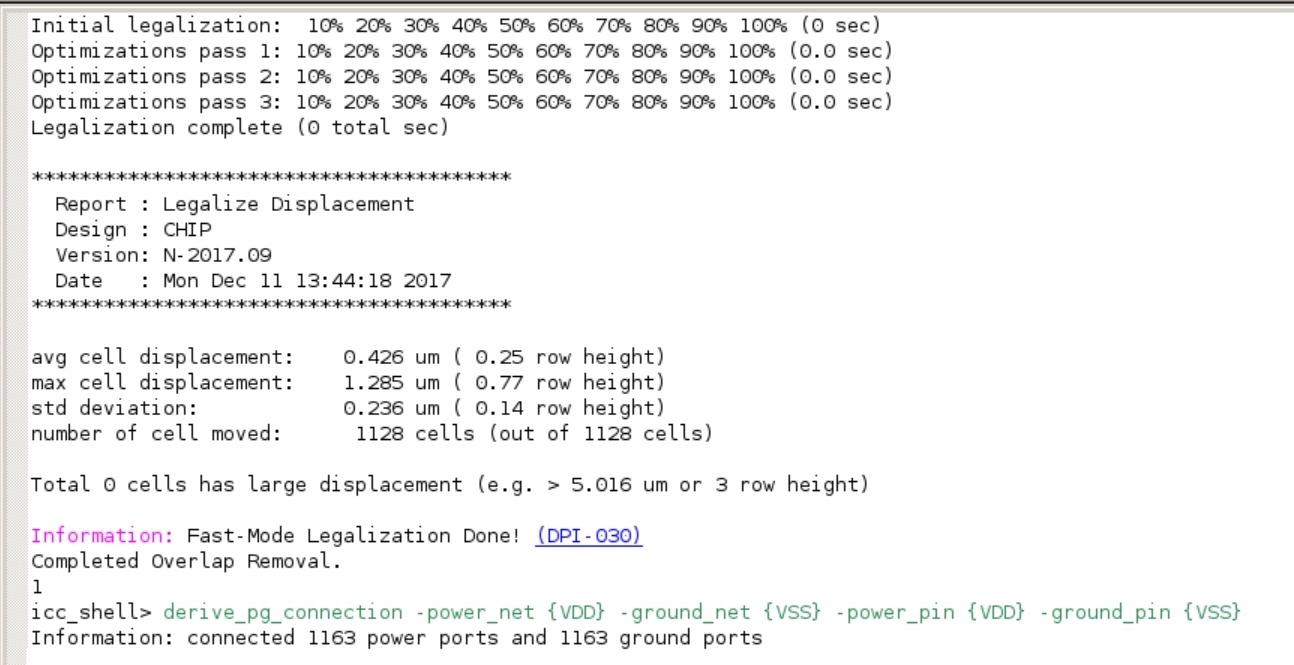 Initial legalization:  10% 20% 30% 40% 50% 60% 70% 80% 90% 100% (0 sec)
Optimizations pass 1: 10% 20% 30% 40% 50% 60% 70% 80% 90% 100% (0.0 sec)
Optimizations pass 2: 10% 20% 30% 40% 50% 60% 70% 80% 90% 100% (0.0 sec)
Optimizations pass 3: 10% 20% 30% 40% 50% 60% 70% 80% 90% 100% (0.0 sec)
Legalization complete (0 total sec)
****************************************
  Report : Legalize Displacement
  Design : CHIP
  Version: N-2017.09
  Date   : Mon Dec 11 13:44:18 2017
****************************************
avg cell displacement:    0.426 um ( 0.25 row height)
max cell displacement:    1.285 um ( 0.77 row height)
std deviation:            0.236 um ( 0.14 row height)
number of cell moved:      1128 cells (out of 1128 cells)
Total 0 cells has large displacement (e.g. > 5.016 um or 3 row height)
Information: Fast-Mode Legalization Done! (DPI-030)
Completed Overlap Removal.
1
icc_shell> derive_pg_connection -power_net {VDD} -ground_net {VSS} -power_pin {VDD} -ground_pin {VSS}
Information: connected 1163 power ports and 1163 ground ports